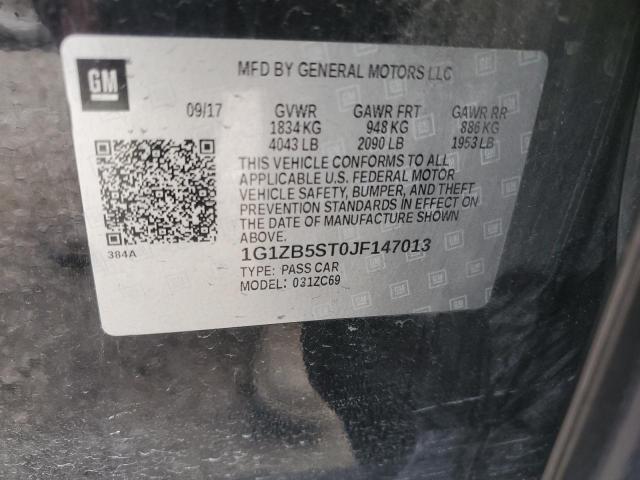 GM
MFD BY GENERAL MOTORS LLC
09/17 GVWR GAWR FRT GAWR RR
1834 KG 948 KG 886 KG
4043 LB 2090 LB 1953 LB
THIS VEHICLE CONFORMS TO ALL
APPLICABLE U.S. FEDERAL MOTOR
VEHICLE SAFETY, BUMPER, AND THEFT
PREVENTION STANDARDS IN EFFECT ON
THE DATE OF MANUFACTURE SHOWN
ABOVE.
384A 1G1ZB5ST0JF147013
TYPE: PASS CAR
MODEL: 031ZC69